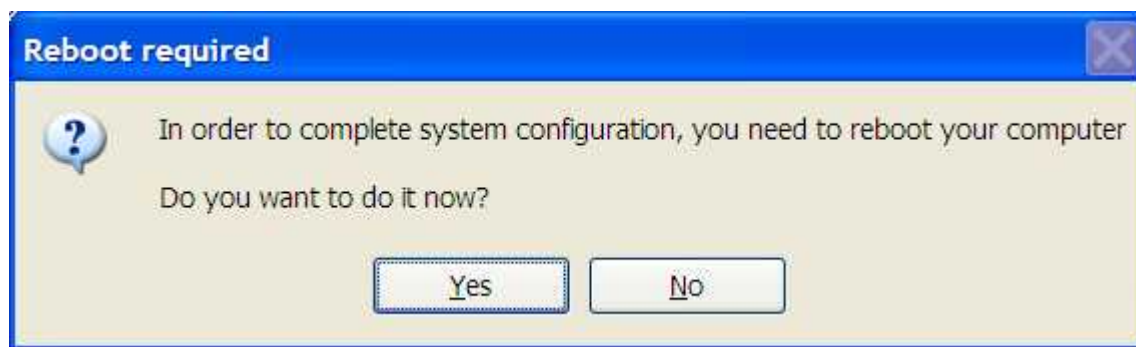 Reboot required
In order to complete system configuration, you need to reboot your computer
Do you want to do it now?
Yes No